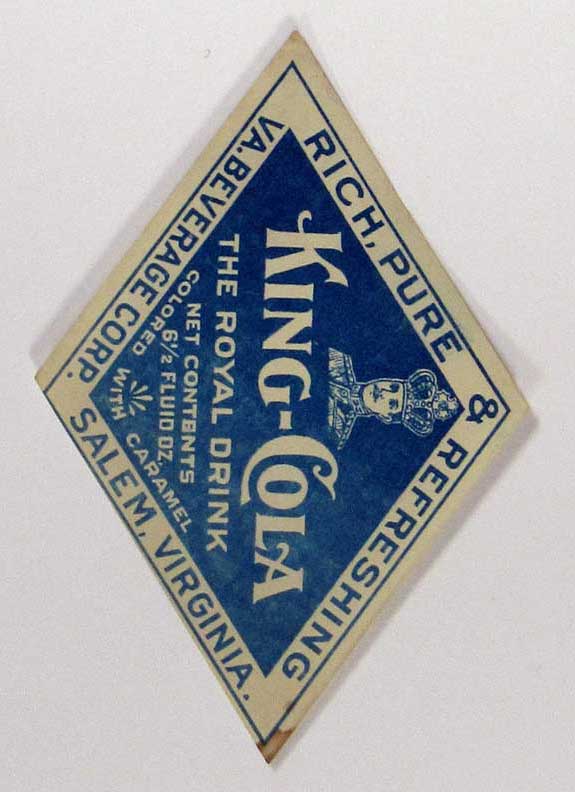 RICH, PURE & REFRESHING
KING-COLA
THE ROYAL DRINK
NET CONTENTS
6½ FLUID OZ.
COLORED WITH CARAMEL
VA. BEVERAGE CORP. SALEM, VIRGINIA.